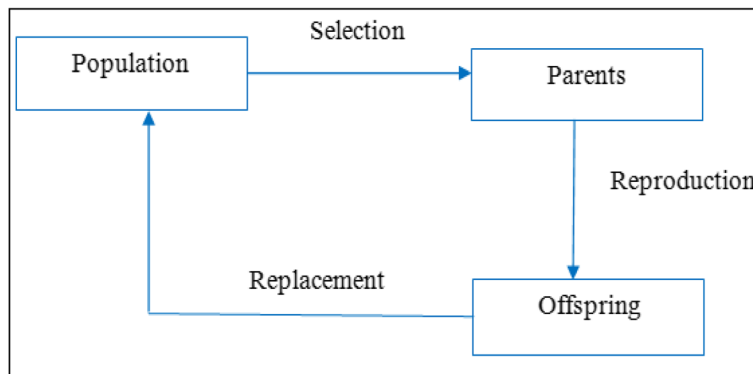 Selection
Population
Parents
Reproduction
Replacement
Offspring